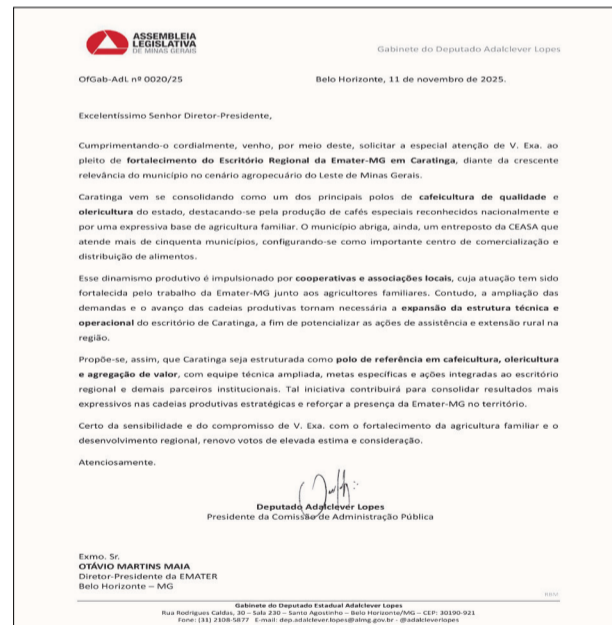 ASSEMBLEIA
LEGISLATIVA
DE MINAS GERAIS
Gabinete do Deputado Adalclever Lopes
OfGab-AdL nº 0020/25
Belo Horizonte, 11 de novembro de 2025.
Excelentíssimo Senhor Diretor-Presidente,
Cumprimentando-o cordialmente, venho, por meio deste, solicitar a especial atenção de V. Exa. ao
pleito de fortalecimento do Escritório Regional da Emater-MG em Caratinga, diante da crescente
relevância do município no cenário agropecuário do Leste de Minas Gerais.
Caratinga vem se consolidando como um dos principais polos de cafeicultura de qualidade e
olericultura do estado, destacando-se pela produção de cafés especiais reconhecidos nacionalmente e
por uma expressiva base de agricultura familiar. O município abriga, ainda, um entreposto da CEASA que
atende mais de cinquenta municípios, configurando-se como importante centro de comercialização e
distribuição de alimentos.
Esse dinamismo produtivo é impulsionado por cooperativas e associações locais, cuja atuação tem sido
fortalecida pelo trabalho da Emater-MG junto aos agricultores familiares. Contudo, a ampliação das
demandas e o avanço das cadeias produtivas tornam necessária a expansão da estrutura técnica e
operacional do escritório de Caratinga, a fim de potencializar as ações de assistência e extensão rural na
região.
Propõe-se, assim, que Caratinga seja estruturada como polo de referência em cafeicultura, olericultura
e agregação de valor, com equipe técnica ampliada, metas específicas e ações integradas ao escritório
regional e demais parceiros institucionais. Tal iniciativa contribuirá para consolidar resultados mais
expressivos nas cadeias produtivas estratégicas e reforçar a presença da Emater-MG no território.
Certo da sensibilidade e do compromisso de V. Exa. com o fortalecimento da agricultura familiar e o
desenvolvimento regional, renovo votos de elevada estima e consideração.
Atenciosamente.
Deputado Adalclever Lopes
Presidente da Comissão de Administração Pública
Exmo. Sr.
OTÁVIO MARTINS MAIA
Diretor-Presidente da EMATER
Belo Horizonte – MG
Gabinete do Deputado Estadual Adalclever Lopes
Rua Rodrigues Caldas, 30 – Sala 230 – Santo Agostinho – Belo Horizonte/MG – CEP: 30190-921
Fone: (31) 2108-5877 E-mail: dep.adalclever.lopes@almg.gov.br - @adalcleverlopes